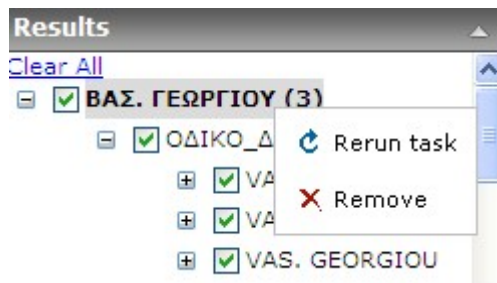 Results
Clear All
ΒΑΣ. ΓΕΩΡΓΙΟΥ (3)
ΟΔΙΚΟ_Δ
Rerun task
VA
Remove
VA
VAS. GEORGIOU